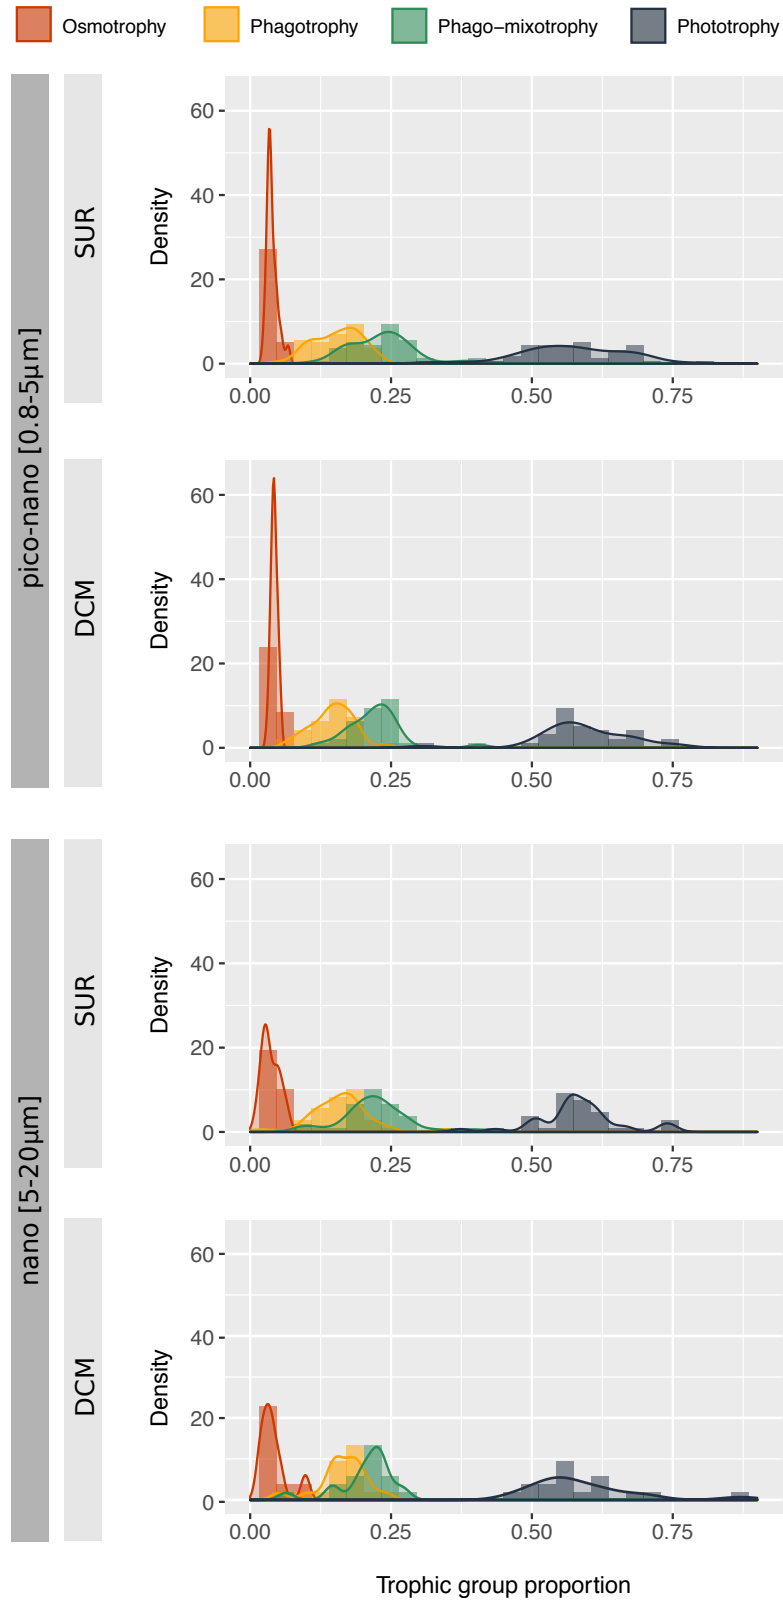 Osmotrophy Phagotrophy Phago−mixotrophy Phototrophy
pico-nano [0.8-5µm]
SUR
Density
60
40
20
0
0.00 0.25 0.50 0.75
DCM
Density
60
40
20
0
0.00 0.25 0.50 0.75
nano [5-20µm]
SUR
Density
60
40
20
0
0.00 0.25 0.50 0.75
DCM
Density
60
40
20
0
0.00 0.25 0.50 0.75
Trophic group proportion